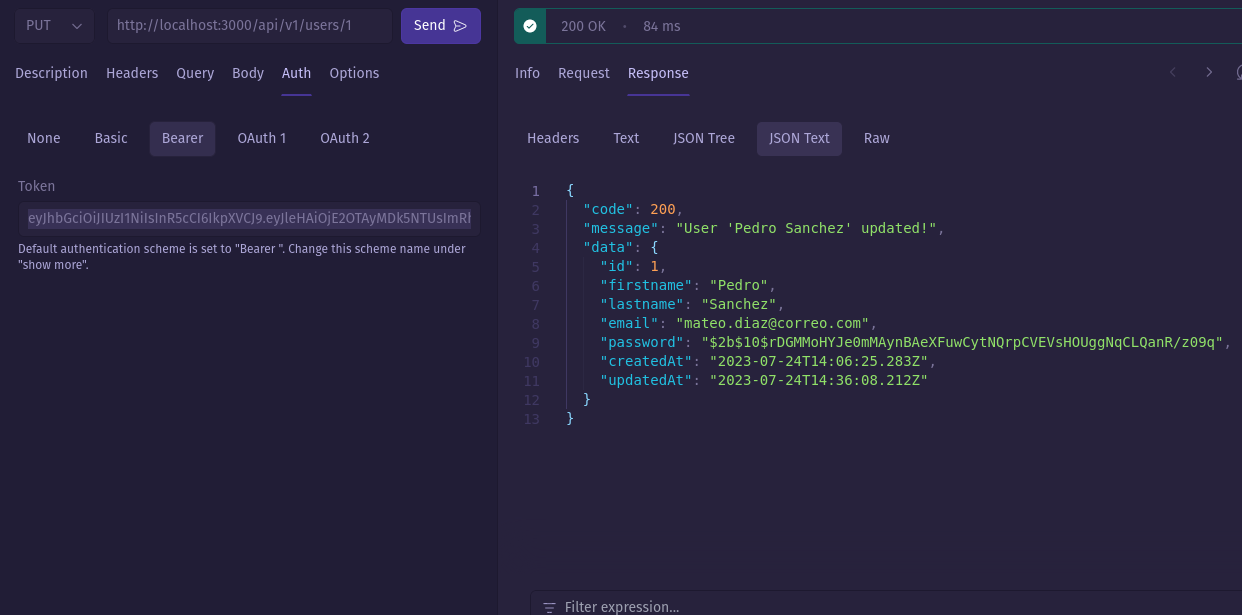 PUT
http://localhost:3000/api/v1/users/1
Send
200 OK • 84 ms
Description Headers Query Body Auth Options
Info Request Response
None Basic Bearer OAuth 1 OAuth 2
Headers Text JSON Tree JSON Text Raw
Token
eyJhbGciOiJIUzI1NiIsInR5cCI6IkpXVCJ9.eyJleHAiOjE2OTAyMDk5NTUsImRh
Default authentication scheme is set to "Bearer ". Change this scheme name under
"show more".
1 {
2 "code": 200,
3 "message": "User 'Pedro Sanchez' updated!",
4 "data": {
5 "id": 1,
6 "firstname": "Pedro",
7 "lastname": "Sanchez",
8 "email": "mateo.diaz@correo.com",
9 "password": "$2b$10$rDGMMoHYJe0mMAynBAeXFuwCytNQrpCVEVsHOUggNqCLQanR/z09q",
10 "createdAt": "2023-07-24T14:06:25.283Z",
11 "updatedAt": "2023-07-24T14:36:08.212Z"
12 }
13 }
Filter expression...